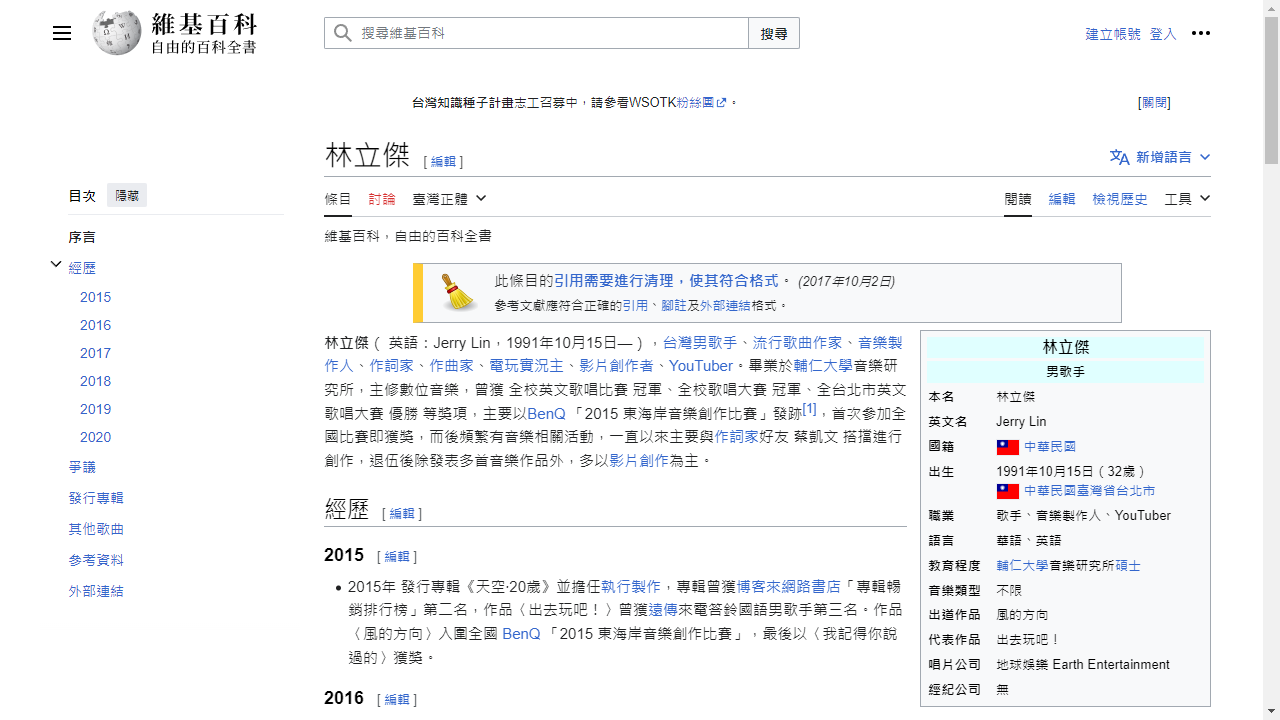 維基百科
自由的百科全書
搜尋維基百科
搜尋
建立帳號 登入
台灣知識種子計畫志工召募中,請參看WSOTK粉絲團。
[關閉]
目次 隱藏
序言
經歷
2015
2016
2017
2018
2019
2020
爭議
發行專輯
其他歌曲
參考資料
外部連結
林立傑 [ 編輯 ]
新增語言
條目 討論 臺灣正體
閱讀 編輯 檢視歷史 工具
維基百科,自由的百科全書
此條目的引用需要進行清理,使其符合格式。 (2017年10月2日)
參考文獻應符合正確的引用、腳註及外部連結格式。
林立傑( 英語:Jerry Lin,1991年10月15日—),台灣男歌手、流行歌曲作家、音樂製
作人、作詞家、作曲家、電玩實況主、影片創作者、YouTuber。畢業於輔仁大學音樂研
究所,主修數位音樂,曾獲 全校英文歌唱比賽 冠軍、全校歌唱大賽 冠軍、全台北市英文
歌唱大賽 優勝 等獎項,主要以BenQ 「2015 東海岸音樂創作比賽」發跡[1],首次參加全
國比賽即獲獎,而後頻繁有音樂相關活動,一直以來主要與作詞家好友 蔡凱文 搭擋進行
創作,退伍後除發表多首音樂作品外,多以影片創作為主。
經歷 [ 編輯 ]
2015 [ 編輯 ]
• 2015年 發行專輯《天空·20歲》並擔任執行製作,專輯曾獲博客來網路書店「專輯暢
銷排行榜」第二名,作品〈出去玩吧!〉曾獲遠傳來電答鈴國語男歌手第三名。作品
〈風的方向〉入圍全國 BenQ 「2015 東海岸音樂創作比賽」,最後以〈我記得你說
過的〉獲獎。
2016 [ 編輯 ]
林立傑
男歌手
本名 林立傑
英文名 Jerry Lin
國籍 中華民國
出生 1991年10月15日(32歲)
中華民國臺灣省台北市
職業 歌手、音樂製作人、YouTuber
語言 華語、英語
教育程度 輔仁大學音樂研究所碩士
音樂類型 不限
出道作品 風的方向
代表作品 出去玩吧!
唱片公司 地球娛樂 Earth Entertainment
經紀公司 無